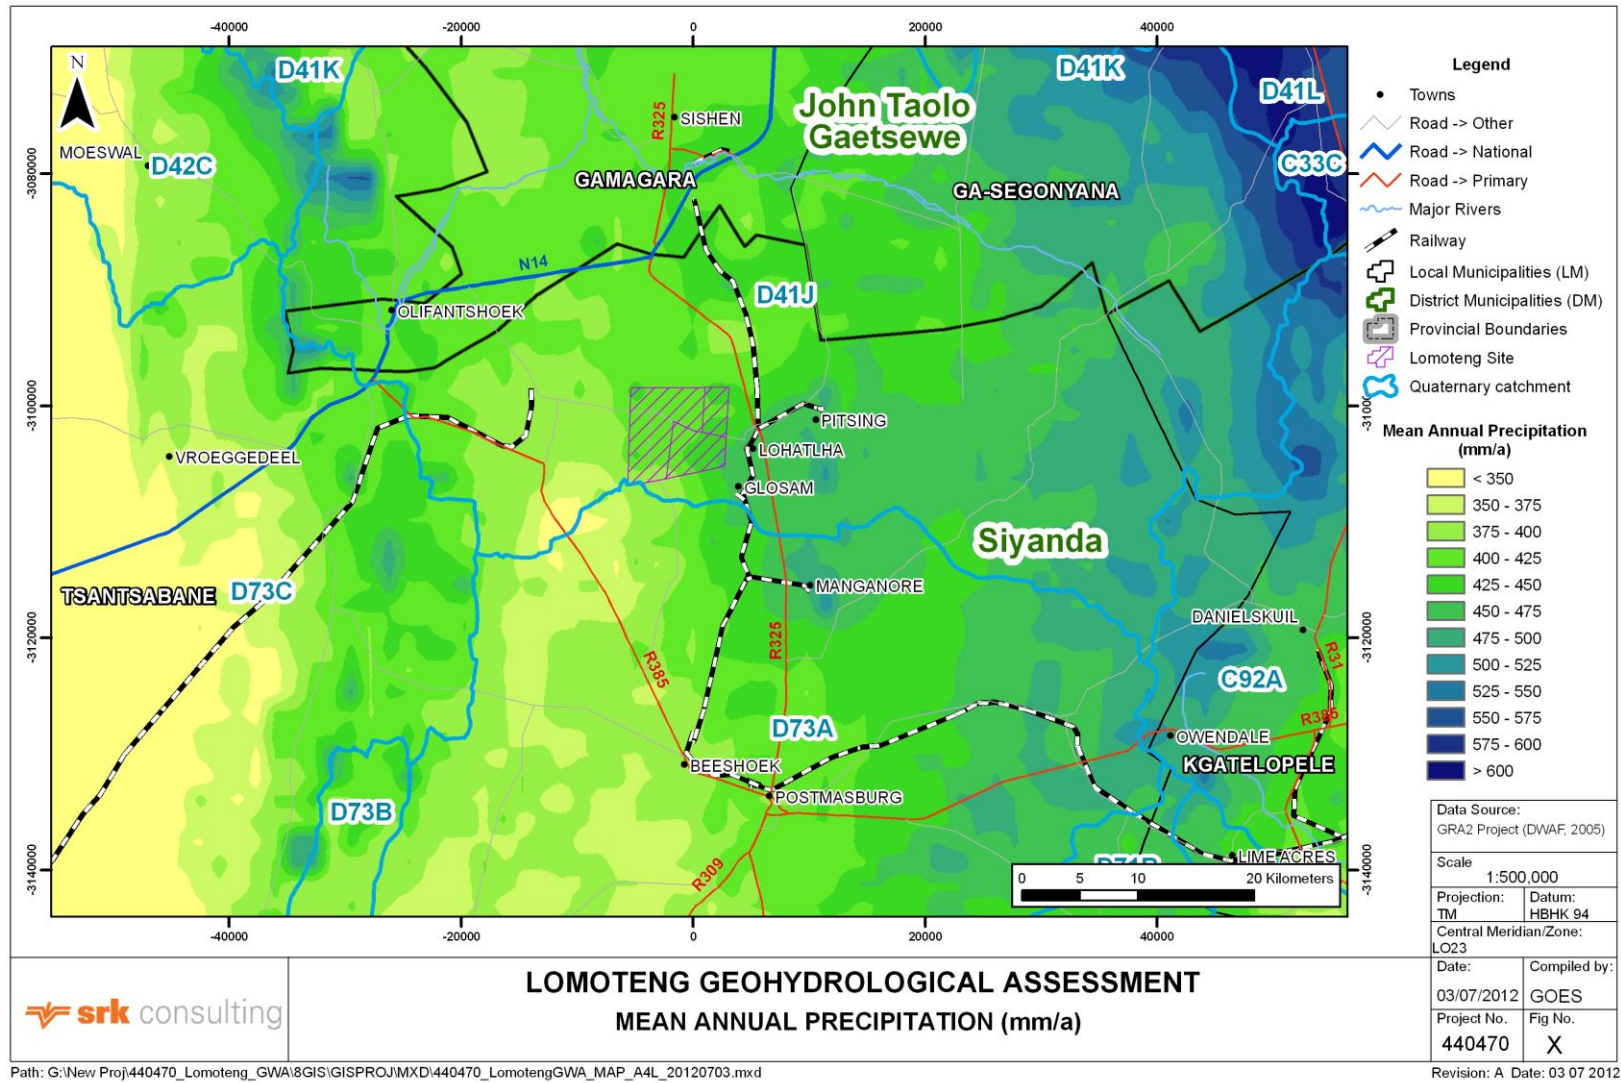 -40000
-20000
0
20000
40000
N
D41K
D41K
D41L
R325
SISHEN
John Taolo
Gaetsewe
MOESWAL
D42C
C33C
-3080000
-3080000
GAMAGARA
GA-SEGONYANA
N14
D41J
OLIFANTSHOEK
-3100000
-3100000
PITSING
LOHATLHA
VROEGGEDEEL
GLOSAM
Siyanda
MANGANORE
TSANTSABANE
D73C
DANIELSKUIL
-3120000
-3120000
R325
R31
R385
C92A
R385
D73A
OWENDALE
BEESHOEK
KGATELOPELE
POSTMASBURG
D73B
LIME ACRES
-3140000
-3140000
R309
0
5
10
20 Kilometers
-40000
-20000
0
20000
40000
Legend
Towns
Road -> Other
Road -> National
Road -> Primary
Major Rivers
Railway
Local Municipalities (LM)
District Municipalities (DM)
Provincial Boundaries
Lomoteng Site
Quaternary catchment
Mean Annual Precipitation
(mm/a)
< 350
350 - 375
375 - 400
400 - 425
425 - 450
450 - 475
475 - 500
500 - 525
525 - 550
550 - 575
575 - 600
> 600
Data Source:
GRA2 Project (DWAF, 2005)
Scale
1:500,000
Projection:
TM
Datum:
HBHK 94
Central Meridian/Zone:
LO23
Date:
03/07/2012
Compiled by:
GOES
Project No.
440470
Fig No.
X
srk consulting
LOMOTENG GEOHYDROLOGICAL ASSESSMENT
MEAN ANNUAL PRECIPITATION (mm/a)
Path: G:\New Proj\440470_Lomoteng_GWA\8GIS\GISPROJ\MXD\440470_LomotengGWA_MAP_A4L_20120703.mxd
Revision: A Date: 03 07 2012